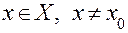 x ∈ X, x ≠ x₀